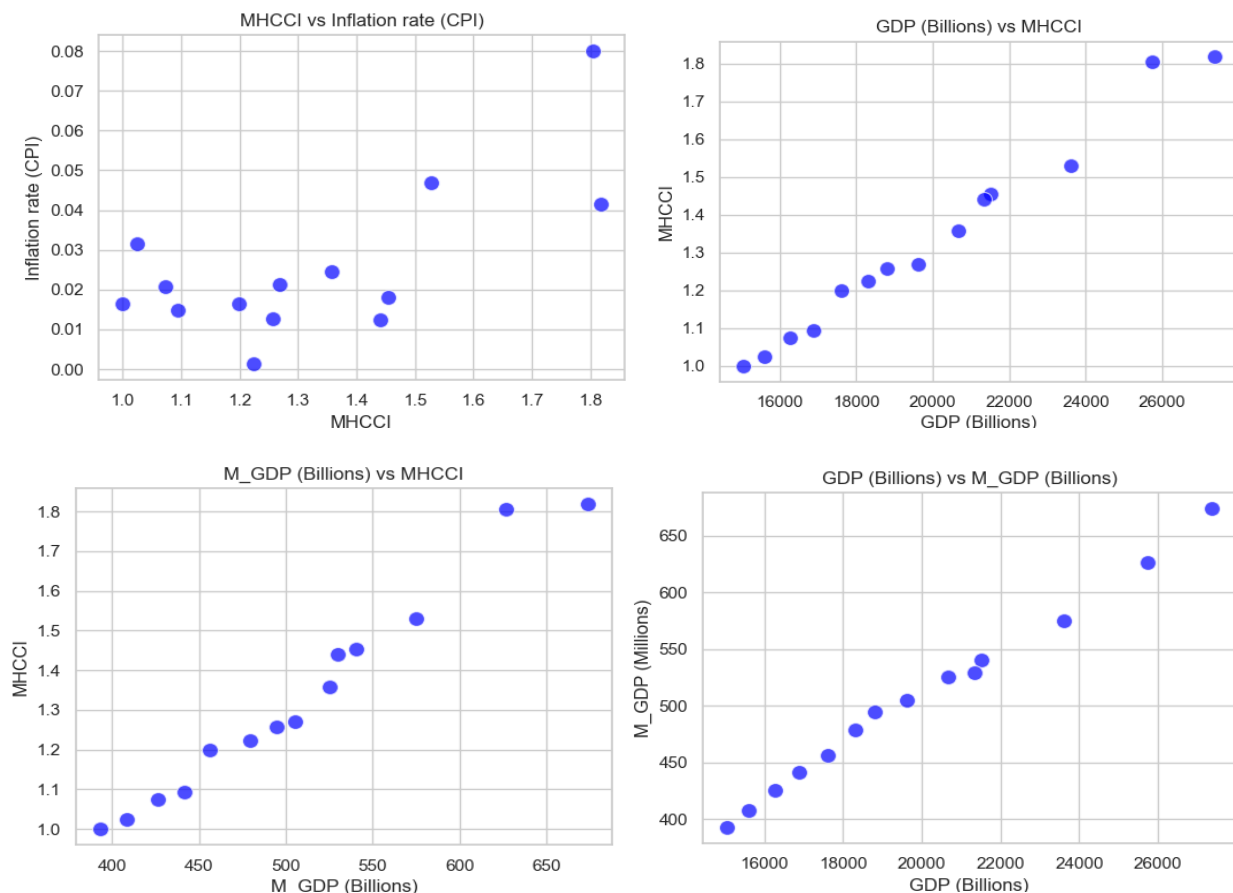 MHCCI vs Inflation rate (CPI)
Inflation rate (CPI)
0.08
0.07
0.06
0.05
0.04
0.03
0.02
0.01
0.00
1.0 1.1 1.2 1.3 1.4 1.5 1.6 1.7 1.8
MHCCI
GDP (Billions) vs MHCCI
MHCCI
1.8
1.7
1.6
1.5
1.4
1.3
1.2
1.1
1.0
16000 18000 20000 22000 24000 26000
GDP (Billions)
M_GDP (Billions) vs MHCCI
MHCCI
1.8
1.7
1.6
1.5
1.4
1.3
1.2
1.1
1.0
400 450 500 550 600 650
M_GDP (Billions)
GDP (Billions) vs M_GDP (Billions)
M_GDP (Millions)
650
600
550
500
450
400
16000 18000 20000 22000 24000 26000
GDP (Billions)